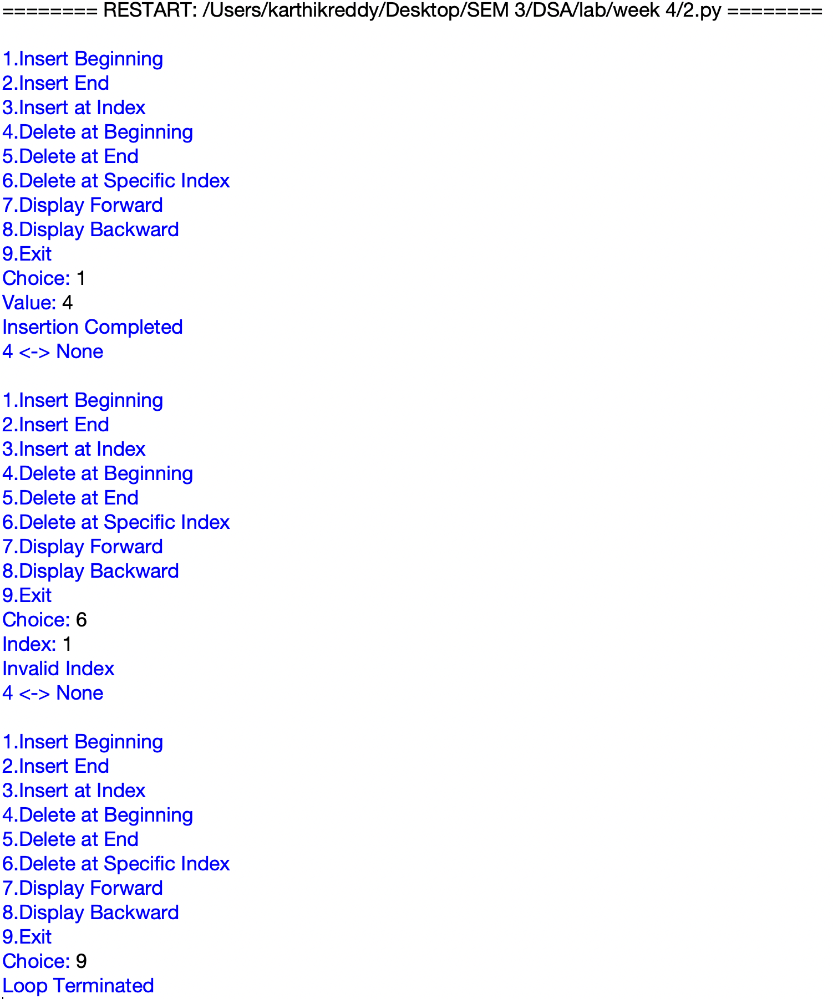 ======== RESTART: /Users/karthikreddy/Desktop/SEM 3/DSA/lab/week 4/2.py ========
1.Insert Beginning
2.Insert End
3.Insert at Index
4.Delete at Beginning
5.Delete at End
6.Delete at Specific Index
7.Display Forward
8.Display Backward
9.Exit
Choice: 1
Value: 4
Insertion Completed
4 <-> None
1.Insert Beginning
2.Insert End
3.Insert at Index
4.Delete at Beginning
5.Delete at End
6.Delete at Specific Index
7.Display Forward
8.Display Backward
9.Exit
Choice: 6
Index: 1
Invalid Index
4 <-> None
1.Insert Beginning
2.Insert End
3.Insert at Index
4.Delete at Beginning
5.Delete at End
6.Delete at Specific Index
7.Display Forward
8.Display Backward
9.Exit
Choice: 9
Loop Terminated